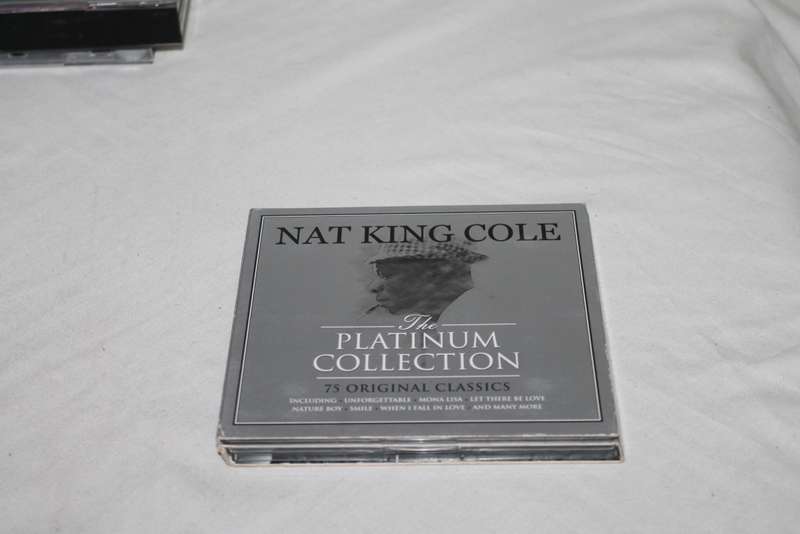 NAT KING COLE
The
PLATINUM
COLLECTION
75 ORIGINAL CLASSICS
INCLUDING • UNFORGETTABLE • MONA LISA • LET THERE BE LOVE
NATURE BOY • SMILE • WHEN I FALL IN LOVE • AND MANY MORE